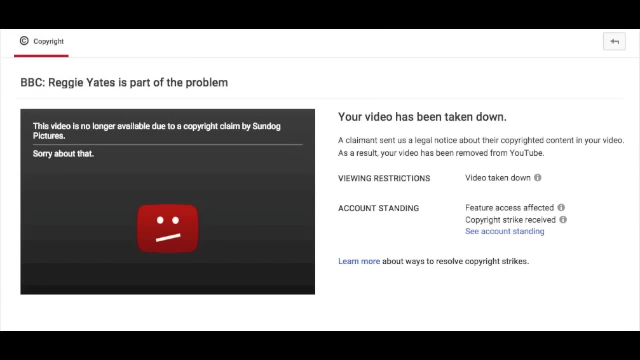 © Copyright
BBC: Reggie Yates is part of the problem
This video is no longer available due to a copyright claim by Sundog
Pictures.
Sorry about that.
Your video has been taken down.
A claimant sent us a legal notice about their copyrighted content in your video.
As a result, your video has been removed from YouTube.
VIEWING RESTRICTIONS Video taken down
ACCOUNT STANDING Feature access affected
Copyright strike received
See account standing
Learn more about ways to resolve copyright strikes.